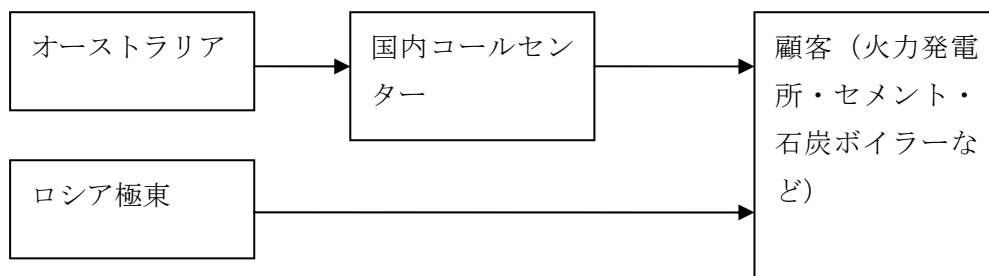 オーストラリア
国内コールセン
ター
顧客（火力発電
所・セメント・
石炭ボイラーな
ど）
ロシア極東